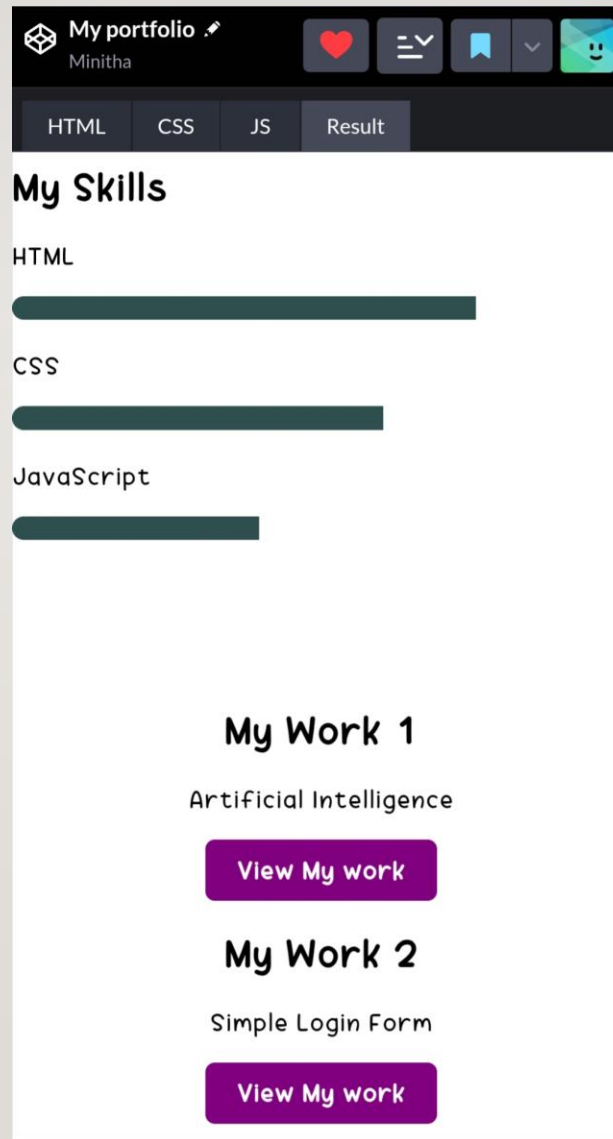 My portfolio
Minitha
HTML CSS JS Result
My Skills
HTML
CSS
JavaScript
My Work 1
Artificial Intelligence
View My work
My Work 2
Simple Login Form
View My work